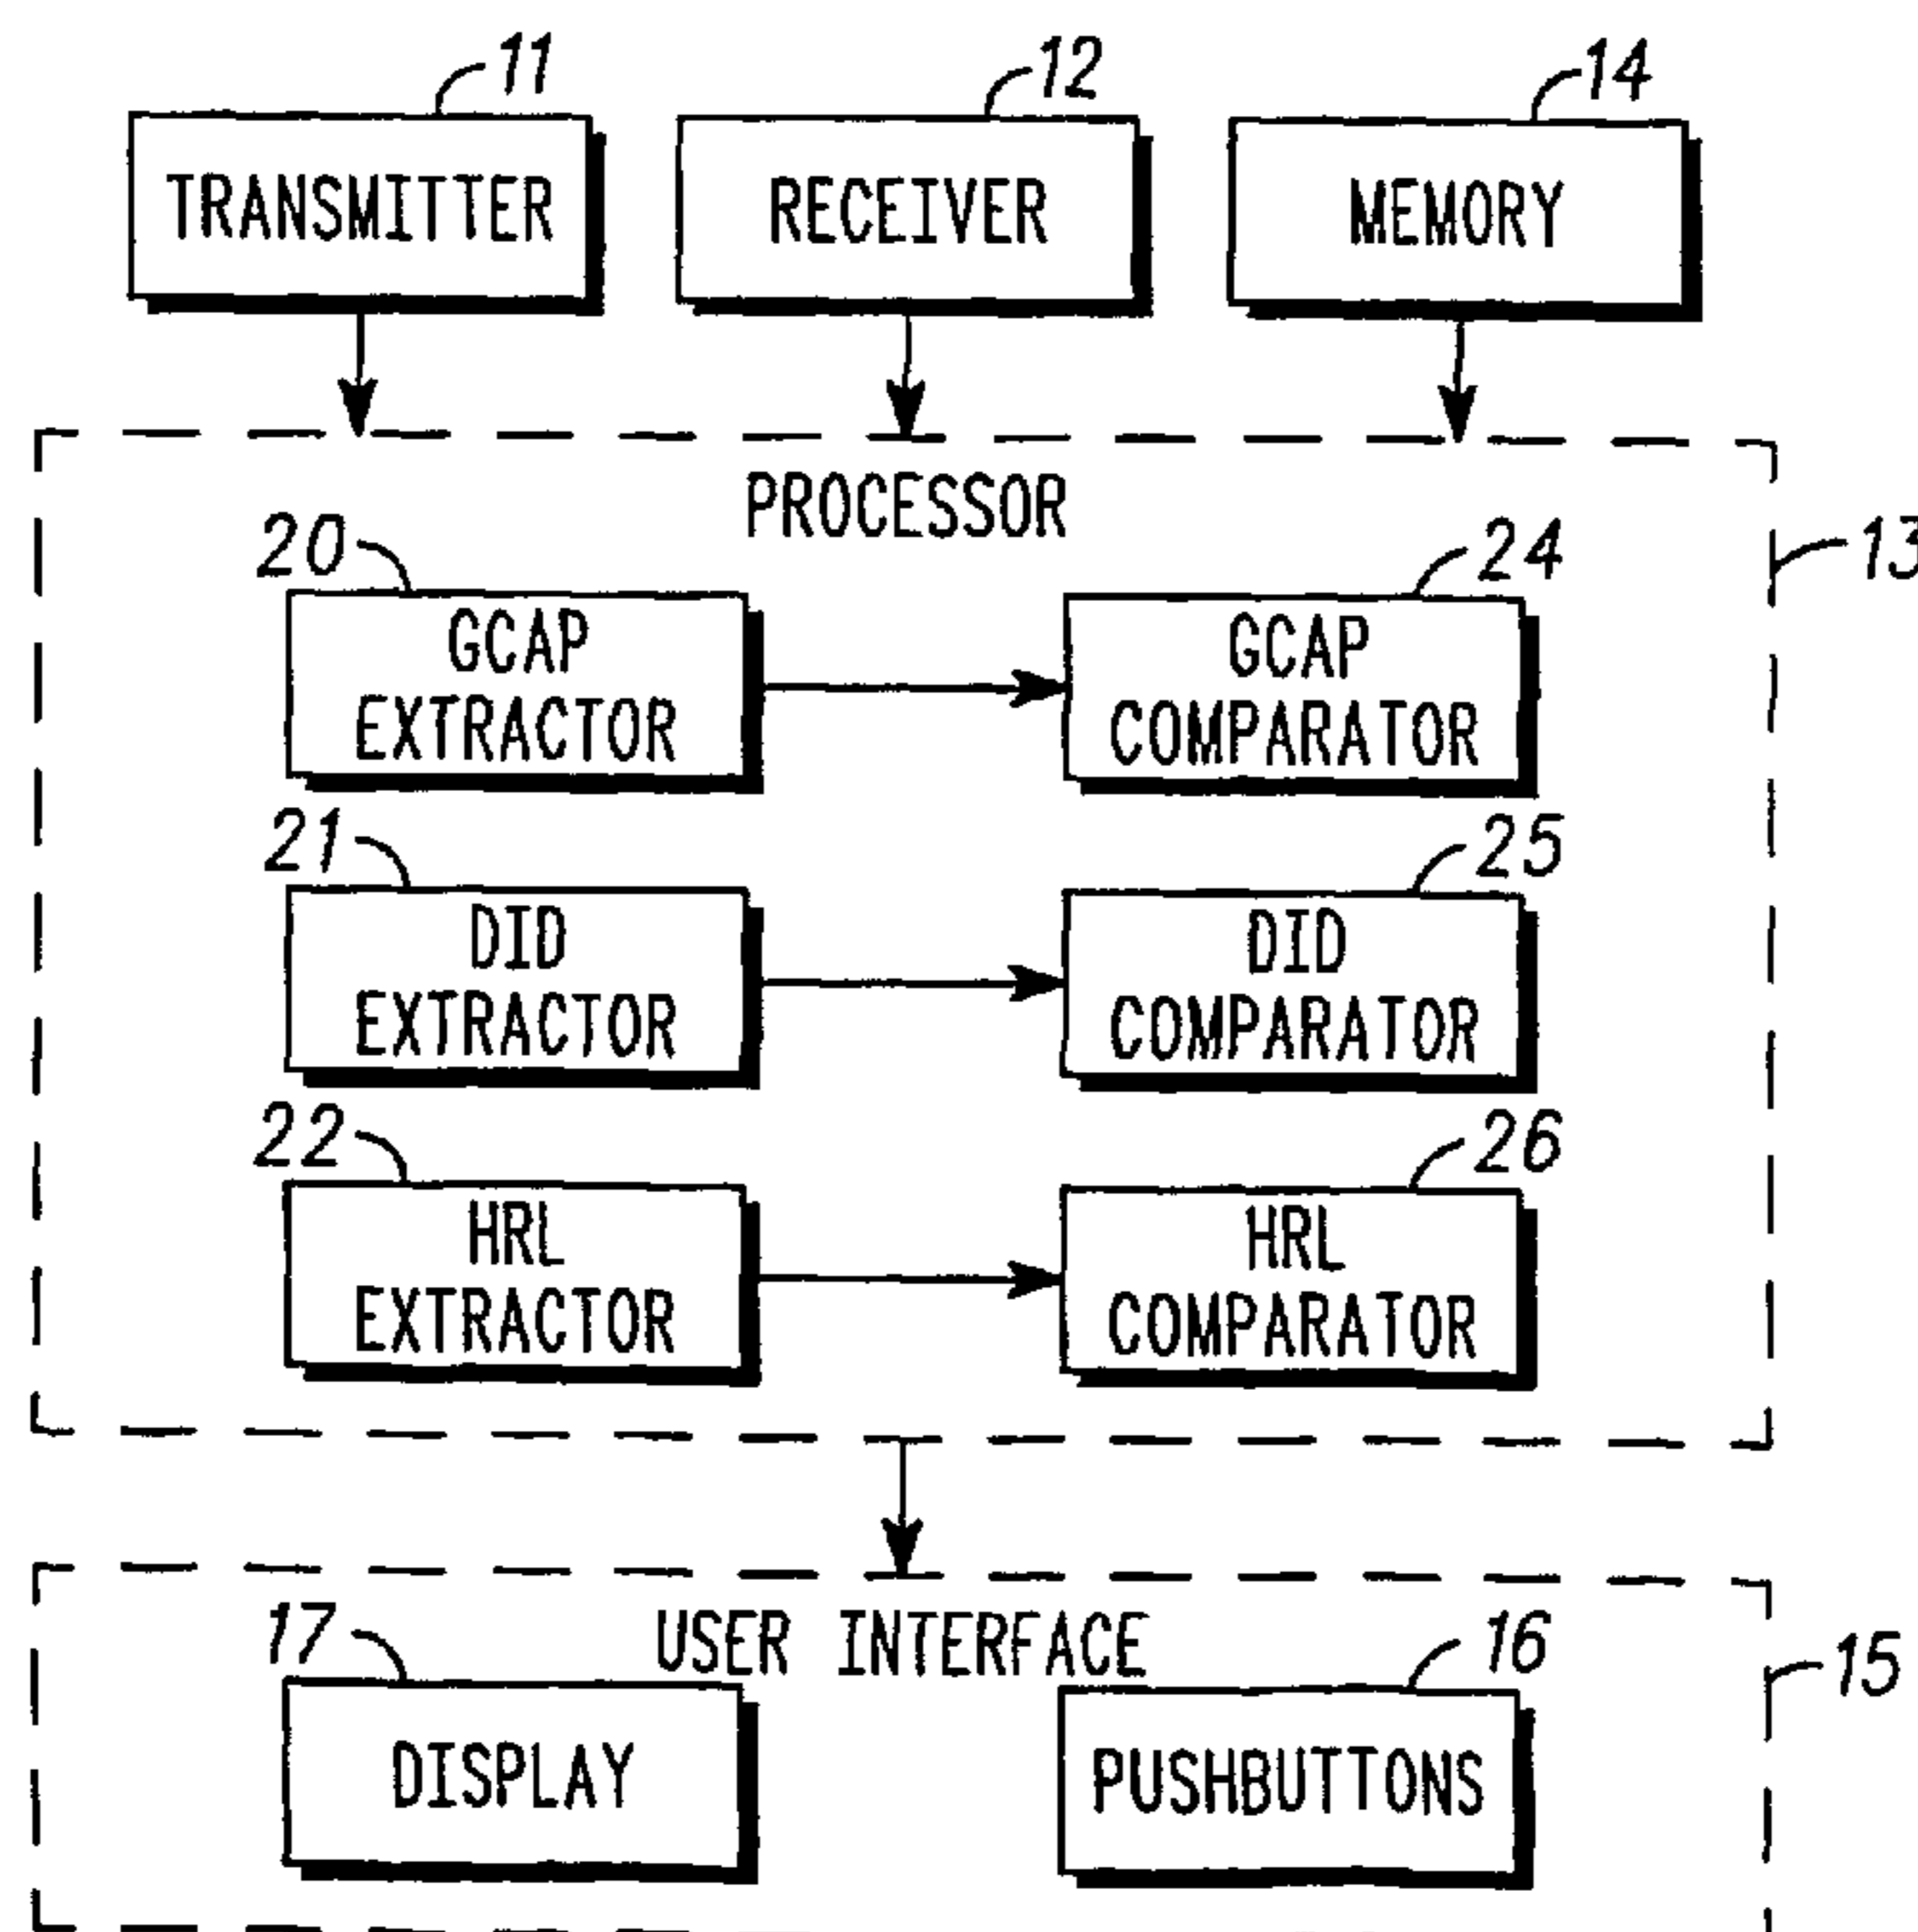 11 12 14
TRANSMITTER RECEIVER MEMORY
PROCESSOR
13
20 24
GCAP
EXTRACTOR
GCAP
COMPARATOR
21 25
DID
EXTRACTOR
DID
COMPARATOR
22 26
HRL
EXTRACTOR
HRL
COMPARATOR
USER INTERFACE
17 16 15
DISPLAY PUSHBUTTONS